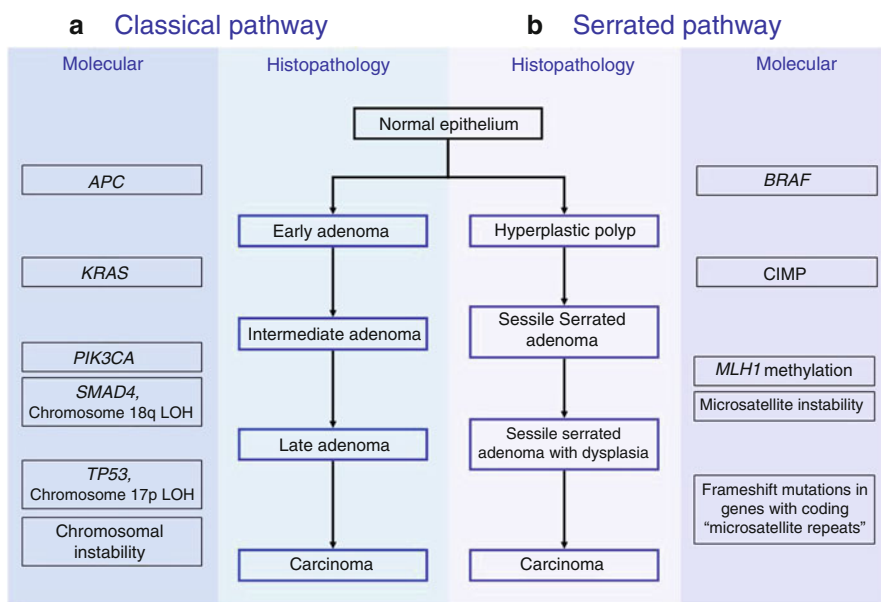 a Classical pathway
b Serrated pathway
Molecular
Histopathology
Histopathology
Molecular
Normal epithelium
APC
BRAF
Early adenoma
Hyperplastic polyp
KRAS
CIMP
Intermediate adenoma
Sessile Serrated
adenoma
PIK3CA
MLH1 methylation
SMAD4,
Chromosome 18q LOH
Microsatellite instability
Late adenoma
Sessile serrated
adenoma with dysplasia
TP53,
Chromosome 17p LOH
Frameshift mutations in
genes with coding
“microsatellite repeats”
Chromosomal
instability
Carcinoma
Carcinoma